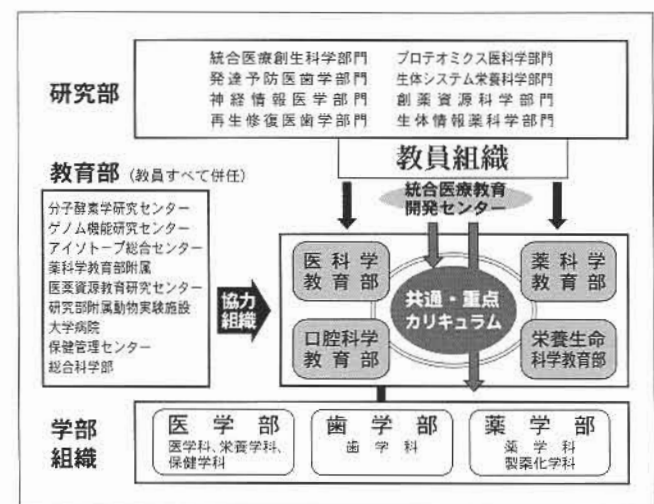 研究部
統合医療創生科学部門
発達予防医歯学部門
神経情報医学部門
再生修復医歯学部門
プロテオミクス医科学部門
生体システム栄養科学部門
創薬資源科学部門
生体情報薬科学部門
教員組織
統合医療教育
開発センター
教育部(教員すべて併任)
分子酵素学研究センター
ゲノム機能研究センター
アイソトープ総合センター
薬科学教育部附属
医薬資源教育研究センター
研究部附属動物実験施設
大学病院
保健管理センター
総合科学部
協力
組織
医科学
教育部
薬科学
教育部
共通・重点
カリキュラム
口腔科学
教育部
栄養生命
科学教育部
学部
組織
医学部
医学科、栄養学科、
保健学科
歯学部
歯学科
薬学部
薬学科
製薬化学科